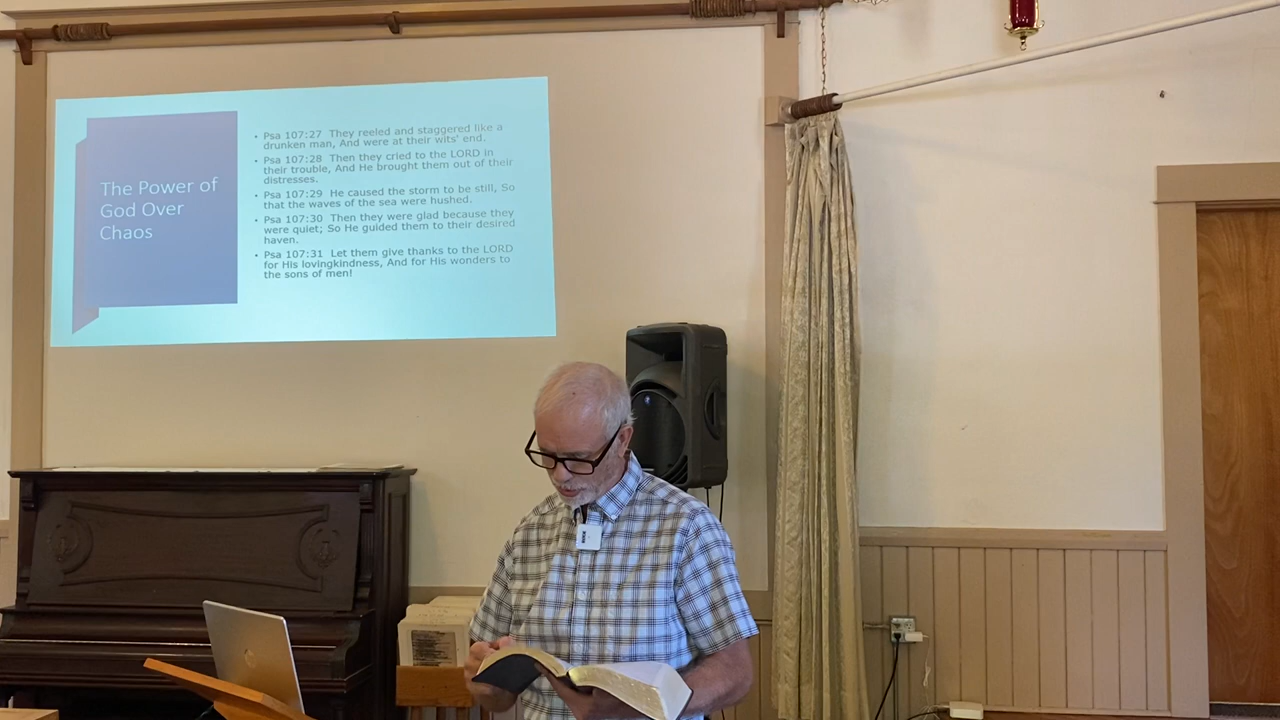 The Power of
God Over
Chaos
• Psa 107:27 They reeled and staggered like a
drunken man, And were at their wits' end.
• Psa 107:28 Then they cried to the LORD in
their trouble, And He brought them out of their
distresses.
• Psa 107:29 He caused the storm to be still, So
that the waves of the sea were hushed.
• Psa 107:30 Then they were glad because they
were quiet; So He guided them to their desired
haven.
• Psa 107:31 Let them give thanks to the LORD
for His lovingkindness, And for His wonders to
the sons of men!